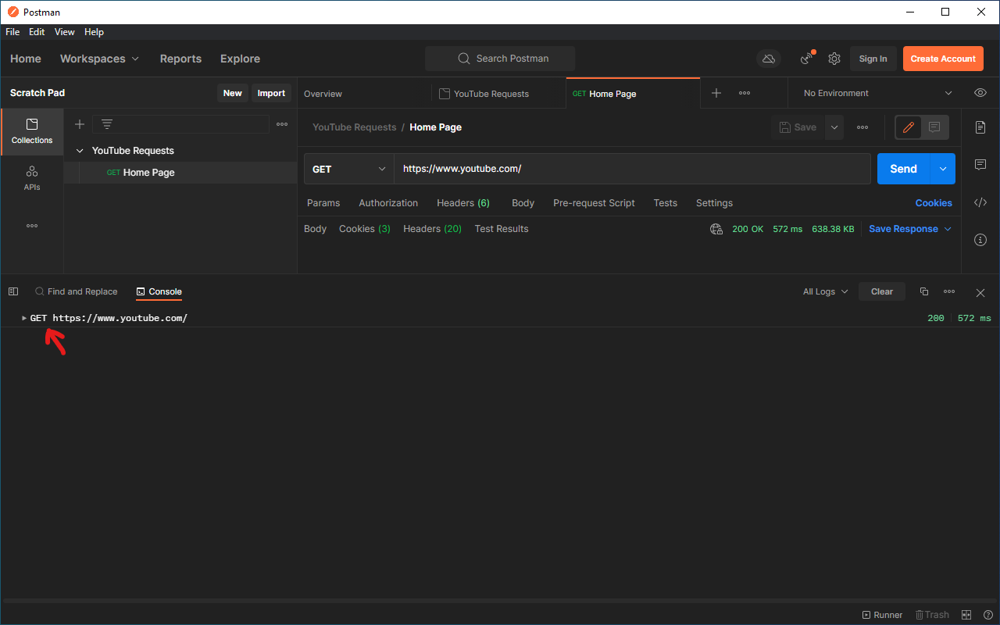 Postman
File Edit View Help
Home Workspaces Reports Explore Search Postman Sign In Create Account
Scratch Pad New Import Overview YouTube Requests GET Home Page No Environment
Collections
APIs
YouTube Requests
GET Home Page
YouTube Requests / Home Page Save
GET https://www.youtube.com/ Send
Params Authorization Headers (6) Body Pre-request Script Tests Settings Cookies
Body Cookies (3) Headers (20) Test Results 200 OK 572 ms 638.38 KB Save Response
Find and Replace Console All Logs Clear
GET https://www.youtube.com/ 200 572 ms
Runner Trash